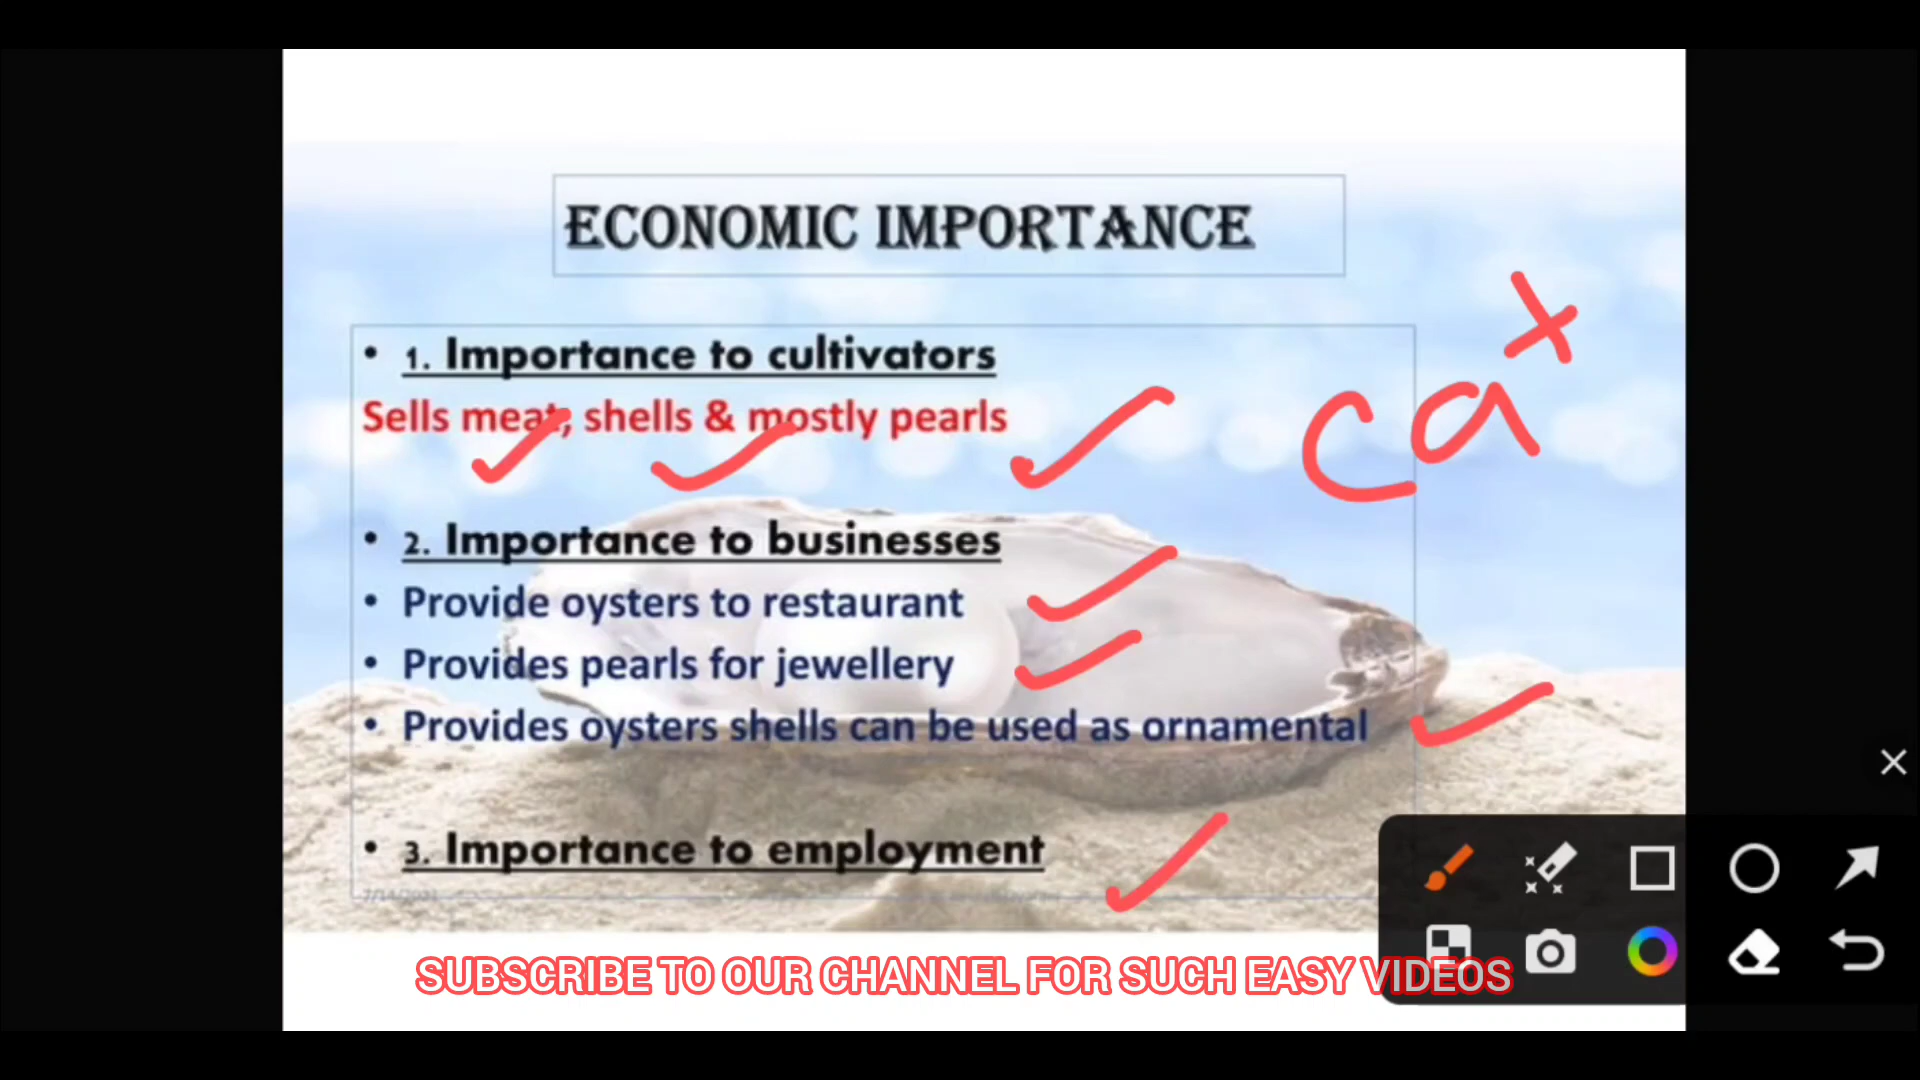 ECONOMIC IMPORTANCE
• 1. Importance to cultivators
Sells meat, shells & mostly pearls
ca+
• 2. Importance to businesses
• Provide oysters to restaurant
• Provides pearls for jewellery
• Provides oysters shells can be used as ornamental
• 3. Importance to employment
SUBSCRIBE TO OUR CHANNEL FOR SUCH EASY VIDEOS